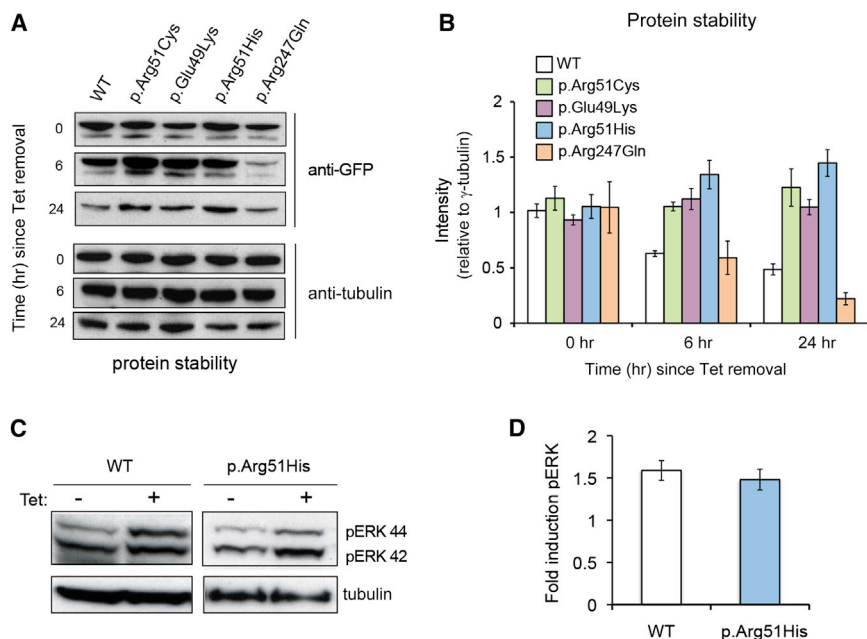 A
WT
p.Arg51Cys
p.Glu49Lys
p.Arg51His
p.Arg247Gln
Time (hr) since Tet removal
0
6
24
anti-GFP
0
6
24
anti-tubulin
protein stability
B
Protein stability
WT
p.Arg51Cys
p.Glu49Lys
p.Arg51His
p.Arg247Gln
Intensity
(relative to γ-tubulin)
2
1.5
1
0.5
0
0 hr
6 hr
24 hr
Time (hr) since Tet removal
C
WT
p.Arg51His
Tet: - + - +
pERK 44
pERK 42
tubulin
D
Fold induction pERK
2
1.5
1
1.5
0
WT
p.Arg51His